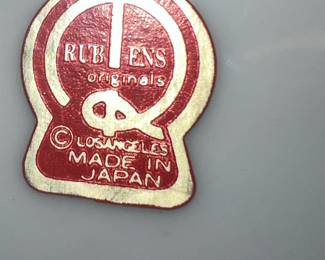 RUBENS
originals
© LOS ANGELES
MADE IN
JAPAN